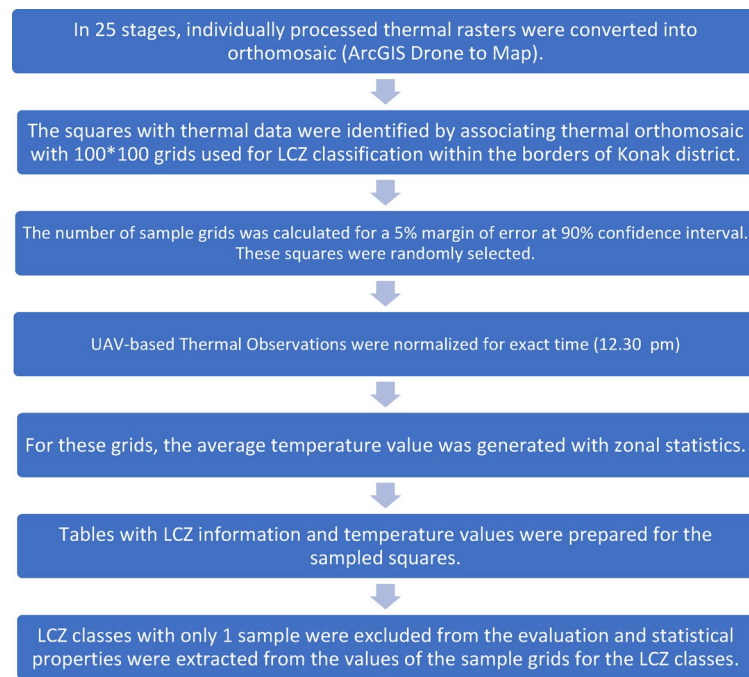 In 25 stages, individually processed thermal rasters were converted into
orthomosaic (ArcGIS Drone to Map).
The squares with thermal data were identified by associating thermal orthomosaic
with 100*100 grids used for LCZ classification within the borders of Konak district.
The number of sample grids was calculated for a 5% margin of error at 90% confidence interval.
These squares were randomly selected.
UAV-based Thermal Observations were normalized for exact time (12.30 pm)
For these grids, the average temperature value was generated with zonal statistics.
Tables with LCZ information and temperature values were prepared for the
sampled squares.
LCZ classes with only 1 sample were excluded from the evaluation and statistical
properties were extracted from the values of the sample grids for the LCZ classes.